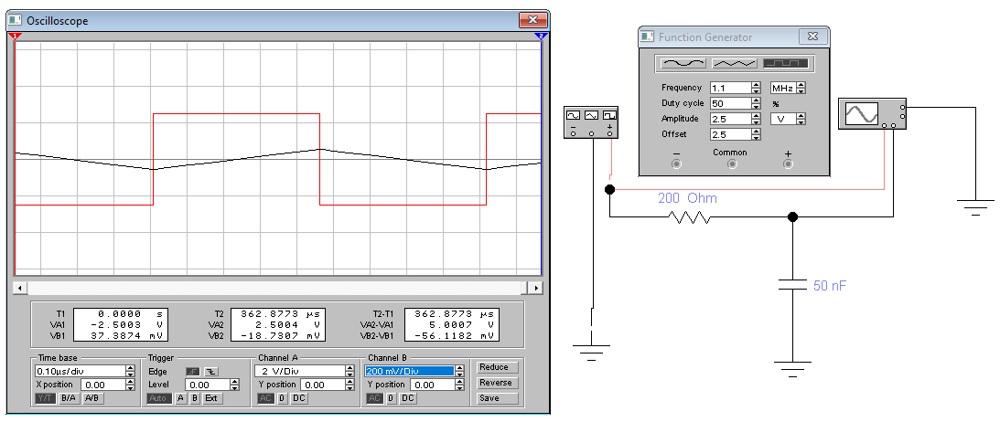 Oscilloscope
1 2
T1 0.0000 s T2 362.8773 µs T2-T1 362.8773 µs
VA1 -2.5003 V VA2 2.5004 V VA2-VA1 5.0007 V
VB1 37.3874 mV VB2 -18.7307 mV VB2-VB1 -56.1182 mV
Time base Trigger Channel A Channel B Reduce
0.10µs/div Edge 2 V/Div 200 mV/Div
X position 0.00 Level 0.00 Y position 0.00 Y position 0.00 Reverse
Y/T B/A A/B Auto A B Ext AC 0 DC AC 0 DC Save
Function Generator
Frequency 1.1 MHz
Duty cycle 50 %
Amplitude 2.5 V
Offset 2.5
− Common +
− +
200 Ohm
50 nF